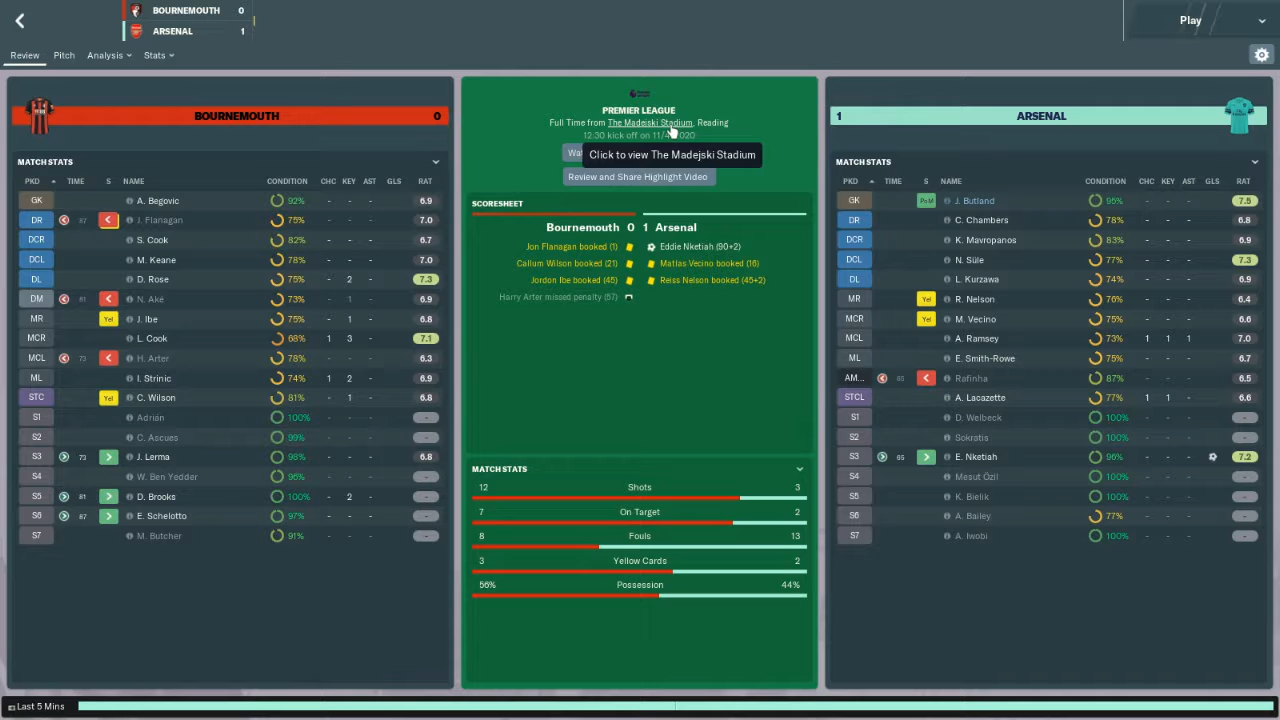 BOURNEMOUTH 0
ARSENAL 1
Play
Review Pitch Analysis Stats
BOURNEMOUTH 0
MATCH STATS
PKD TIME S NAME CONDITION CHC KEY AST GLS RAT
GK A. Begovic 92% - - - - 6.9
DR 87 J. Flanagan 75% - - - - 7.0
DCR S. Cook 82% - - - - 6.7
DCL M. Keane 78% - - - - 7.0
DL D. Rose 75% - 2 - - 7.3
DM 81 N. Aké 73% - 1 - - 6.9
MR Yel J. Ibe 75% - 1 - - 6.8
MCR L. Cook 68% 1 3 - - 7.1
MCL 73 H. Arter 78% - - - - 6.3
ML I. Strinic 74% 1 2 - - 6.9
STC Yel C. Wilson 81% - 1 - - 6.8
S1 Adrián 100% - - - - -
S2 C. Ascues 99% - - - - -
S3 73 J. Lerma 98% - - - - 6.8
S4 W. Ben Yedder 96% - - - - -
S5 81 D. Brooks 100% - 2 - - -
S6 87 E. Schelotto 97% - - - - -
S7 M. Butcher 91% - - - - -
PREMIER LEAGUE
Full Time from The Madejski Stadium, Reading
12:30 kick off on 11/4/2020
Wat
Click to view The Madejski Stadium
Review and Share Highlight Video
SCORESHEET
Bournemouth 0 1 Arsenal
Jon Flanagan booked (1) Eddie Nketiah (90+2)
Callum Wilson booked (21) Matías Vecino booked (16)
Jordon Ibe booked (45) Reiss Nelson booked (45+2)
Harry Arter missed penalty (57)
MATCH STATS
12 Shots 3
7 On Target 2
8 Fouls 13
3 Yellow Cards 2
56% Possession 44%
1 ARSENAL
MATCH STATS
PKD TIME S NAME CONDITION CHC KEY AST GLS RAT
GK PoM J. Butland 95% - - - - 7.5
DR C. Chambers 78% - - - - 6.8
DCR K. Mavropanos 83% - - - - 6.9
DCL N. Süle 77% - - - - 7.3
DL L. Kurzawa 74% - - - - 6.9
MR Yel R. Nelson 76% - - - - 6.4
MCR Yel M. Vecino 75% - - - - 6.6
MCL A. Ramsey 73% 1 1 1 - 7.0
ML E. Smith-Rowe 75% - - - - 6.7
AM... 65 Rafinha 87% - - - - 6.5
STCL A. Lacazette 77% 1 1 - - 6.6
S1 D. Welbeck 100% - - - - -
S2 Sokratis 100% - - - - -
S3 65 E. Nketiah 96% - - - 7.2
S4 Mesut Özil 100% - - - - -
S5 K. Bielik 100% - - - - -
S6 A. Bailey 77% - - - - -
S7 A. Iwobi 100% - - - - -
Last 5 Mins